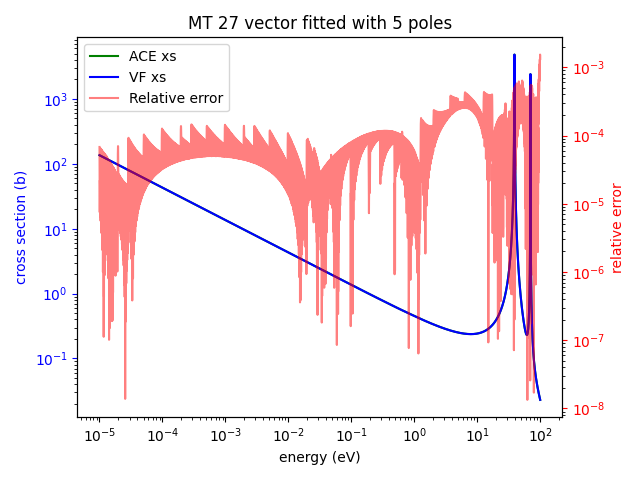 MT 27 vector fitted with 5 poles
ACE xs
VF xs
Relative error
cross section (b)
10³
10²
10¹
10⁰
10⁻¹
10⁻³
10⁻⁴
10⁻⁵
10⁻⁶
10⁻⁷
10⁻⁸
relative error
10⁻⁵ 10⁻⁴ 10⁻³ 10⁻² 10⁻¹ 10⁰ 10¹ 10²
energy (eV)